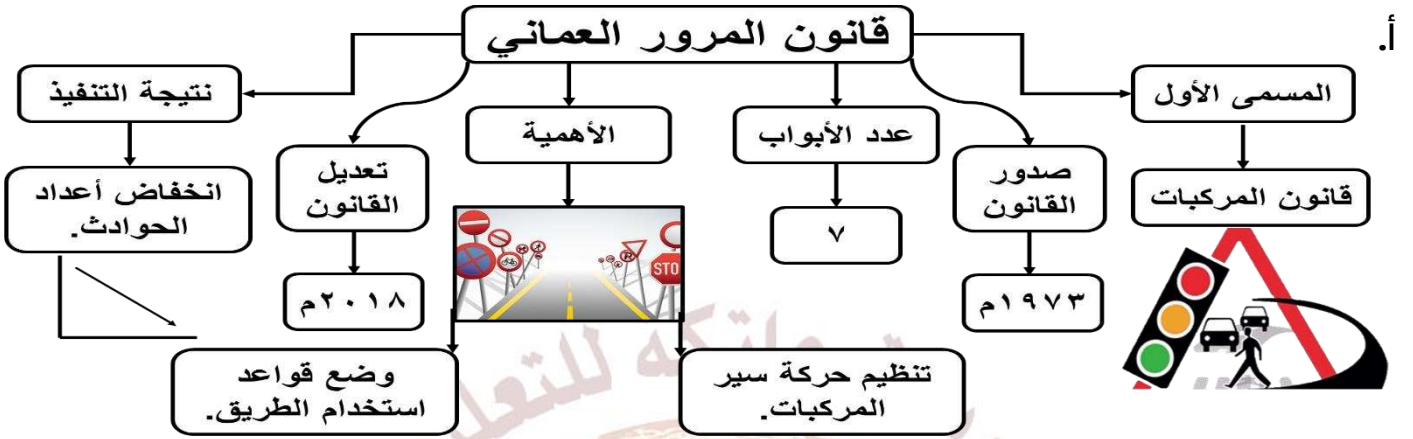 أ.
قانون المرور العماني
المسمى الأول
قانون المركبات
صدور
القانون
١٩٧٣م
عدد الأبواب
٧
الأهمية
STO
تنظيم حركة سير
المركبات.
وضع قواعد
استخدام الطريق.
تعديل
القانون
٢٠١٨م
نتيجة التنفيذ
انخفاض أعداد
الحوادث.